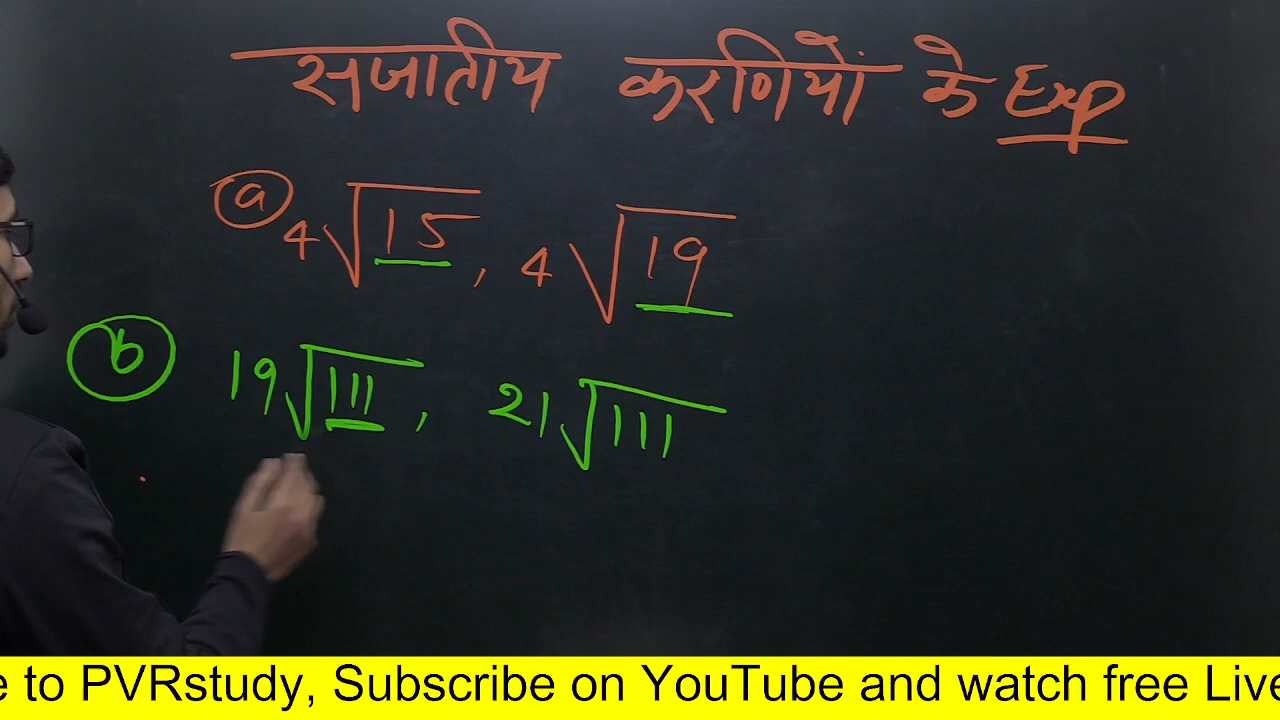 सजातीय करणियों के Exp
(a) 4√15, 4√19
(b) 19√111, 21√111
e to PVRstudy, Subscribe on YouTube and watch free Live